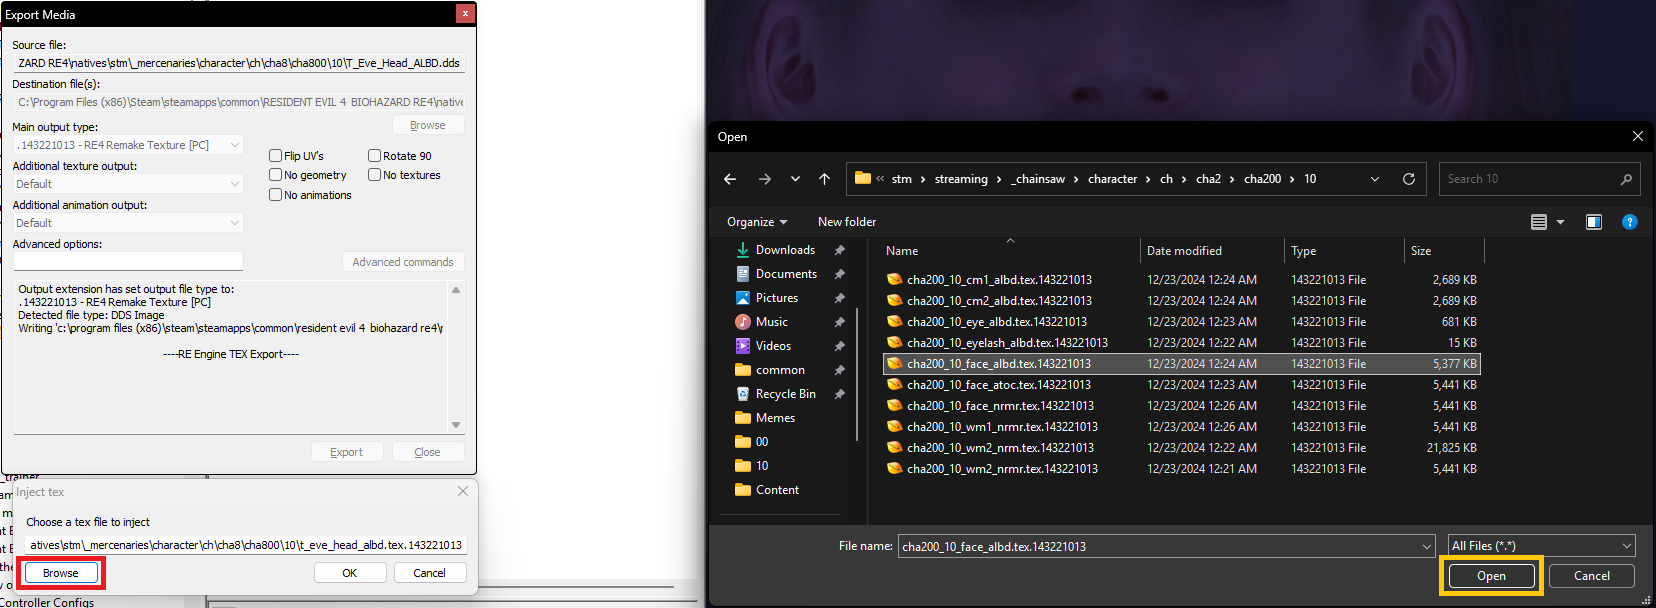 Export Media
Source file:
ZARD RE4\natives\stm\_mercenaries\character\ch\cha8\cha800\10\T_Eve_Head_ALBD.dds
Destination file(s):
C:\Program Files (x86)\Steam\steamapps\common\RESIDENT EVIL 4 BIOHAZARD RE4\native
Main output type:
Browse
.143221013 - RE4 Remake Texture [PC]
Flip UV's
Rotate 90
Additional texture output:
No geometry
No textures
Default
No animations
Additional animation output:
Default
Advanced options:
Advanced commands
Output extension has set output file type to:
.143221013 - RE4 Remake Texture [PC]
Detected file type: DDS Image
Writing 'c:\program files (x86)\steam\steamapps\common\resident evil 4 biohazard re4\r
----RE Engine TEX Export----
Export
Close
_trainer
Inject tex
Choose a tex file to inject
atives\stm\_mercenaries\character\ch\cha8\cha800\10\t_eve_head_albd.tex.143221013
Browse
OK
Cancel
Controller Configs
Open
« stm › streaming › _chainsaw › character › ch › cha2 › cha200 › 10
Search 10
Organize
New folder
Downloads
Documents
Pictures
Music
Videos
common
Recycle Bin
Memes
00
10
Content
Name Date modified Type Size
cha200_10_cm1_albd.tex.143221013 12/23/2024 12:24 AM 143221013 File 2,689 KB
cha200_10_cm2_albd.tex.143221013 12/23/2024 12:24 AM 143221013 File 2,689 KB
cha200_10_eye_albd.tex.143221013 12/23/2024 12:23 AM 143221013 File 681 KB
cha200_10_eyelash_albd.tex.143221013 12/23/2024 12:22 AM 143221013 File 15 KB
cha200_10_face_albd.tex.143221013 12/23/2024 12:24 AM 143221013 File 5,377 KB
cha200_10_face_atoc.tex.143221013 12/23/2024 12:23 AM 143221013 File 5,441 KB
cha200_10_face_nrmr.tex.143221013 12/23/2024 12:26 AM 143221013 File 5,441 KB
cha200_10_wm1_nrmr.tex.143221013 12/23/2024 12:26 AM 143221013 File 5,441 KB
cha200_10_wm2_nrm.tex.143221013 12/23/2024 12:22 AM 143221013 File 21,825 KB
cha200_10_wm2_nrmr.tex.143221013 12/23/2024 12:21 AM 143221013 File 5,441 KB
File name:
cha200_10_face_albd.tex.143221013
All Files (*.*)
Open
Cancel